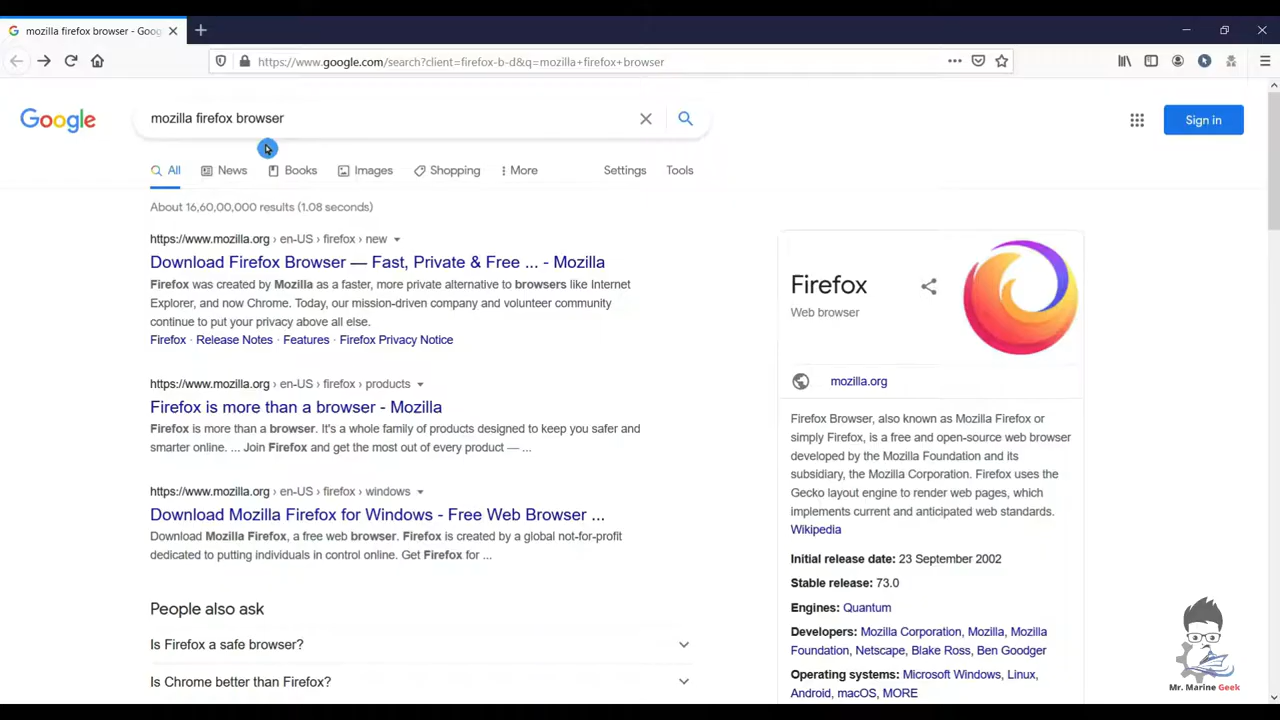 mozilla firefox browser - Goog
https://www.google.com/search?client=firefox-b-d&q=mozilla+firefox+browser
Google
mozilla firefox browser
Sign in
All
News
Books
Images
Shopping
More
Settings
Tools
About 16,60,00,000 results (1.08 seconds)
https://www.mozilla.org › en-US › firefox › new
Download Firefox Browser — Fast, Private & Free ... - Mozilla
Firefox was created by Mozilla as a faster, more private alternative to browsers like Internet
Explorer, and now Chrome. Today, our mission-driven company and volunteer community
continue to put your privacy above all else.
Firefox · Release Notes · Features · Firefox Privacy Notice
https://www.mozilla.org › en-US › firefox › products
Firefox is more than a browser - Mozilla
Firefox is more than a browser. It's a whole family of products designed to keep you safer and
smarter online. ... Join Firefox and get the most out of every product — ...
https://www.mozilla.org › en-US › firefox › windows
Download Mozilla Firefox for Windows - Free Web Browser ...
Download Mozilla Firefox, a free web browser. Firefox is created by a global not-for-profit
dedicated to putting individuals in control online. Get Firefox for ...
People also ask
Is Firefox a safe browser?
Is Chrome better than Firefox?
Firefox
Web browser
mozilla.org
Firefox Browser, also known as Mozilla Firefox or
simply Firefox, is a free and open-source web browser
developed by the Mozilla Foundation and its
subsidiary, the Mozilla Corporation. Firefox uses the
Gecko layout engine to render web pages, which
implements current and anticipated web standards.
Wikipedia
Initial release date: 23 September 2002
Stable release: 73.0
Engines: Quantum
Developers: Mozilla Corporation, Mozilla, Mozilla
Foundation, Netscape, Blake Ross, Ben Goodger
Operating systems: Microsoft Windows, Linux,
Android, macOS, MORE
Mr. Marine Geek